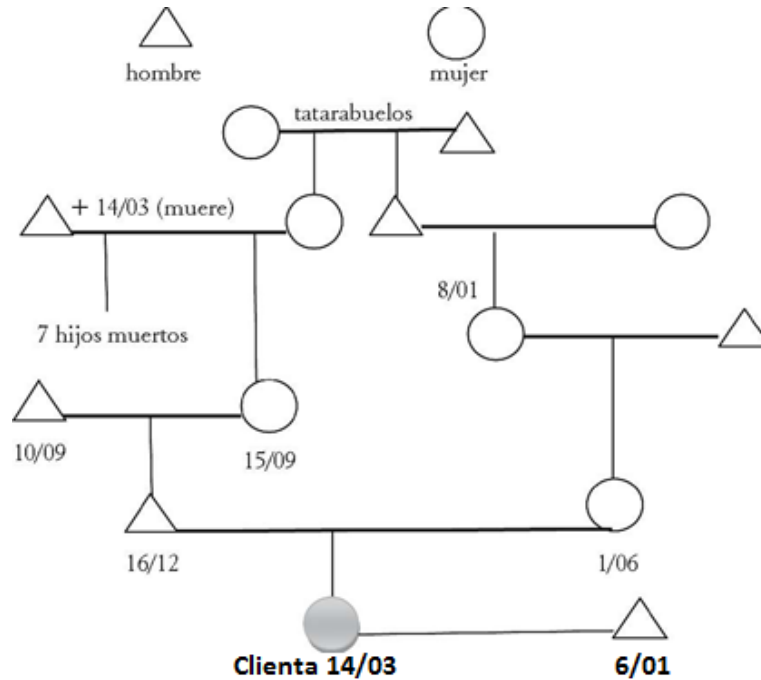 hombre
mujer
tatarabuelos
+ 14/03 (muere)
8/01
7 hijos muertos
10/09
15/09
16/12
1/06
Clienta 14/03
6/01